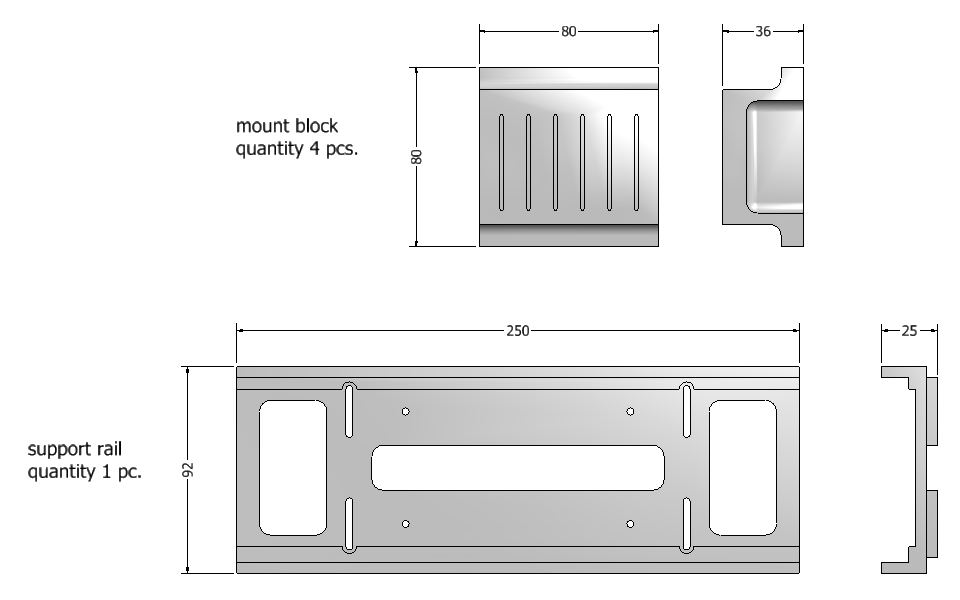 80
36
mount block
quantity 4 pcs.
80
250
25
support rail
quantity 1 pc.
92